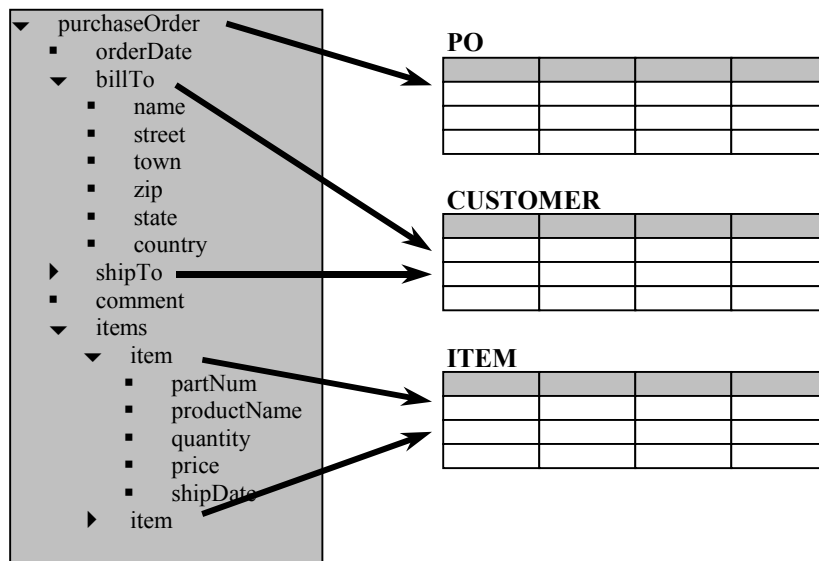 purchaseOrder
orderDate
billTo
name
street
town
zip
state
country
shipTo
comment
items
item
partNum
productName
quantity
price
shipDate
item
PO
CUSTOMER
ITEM